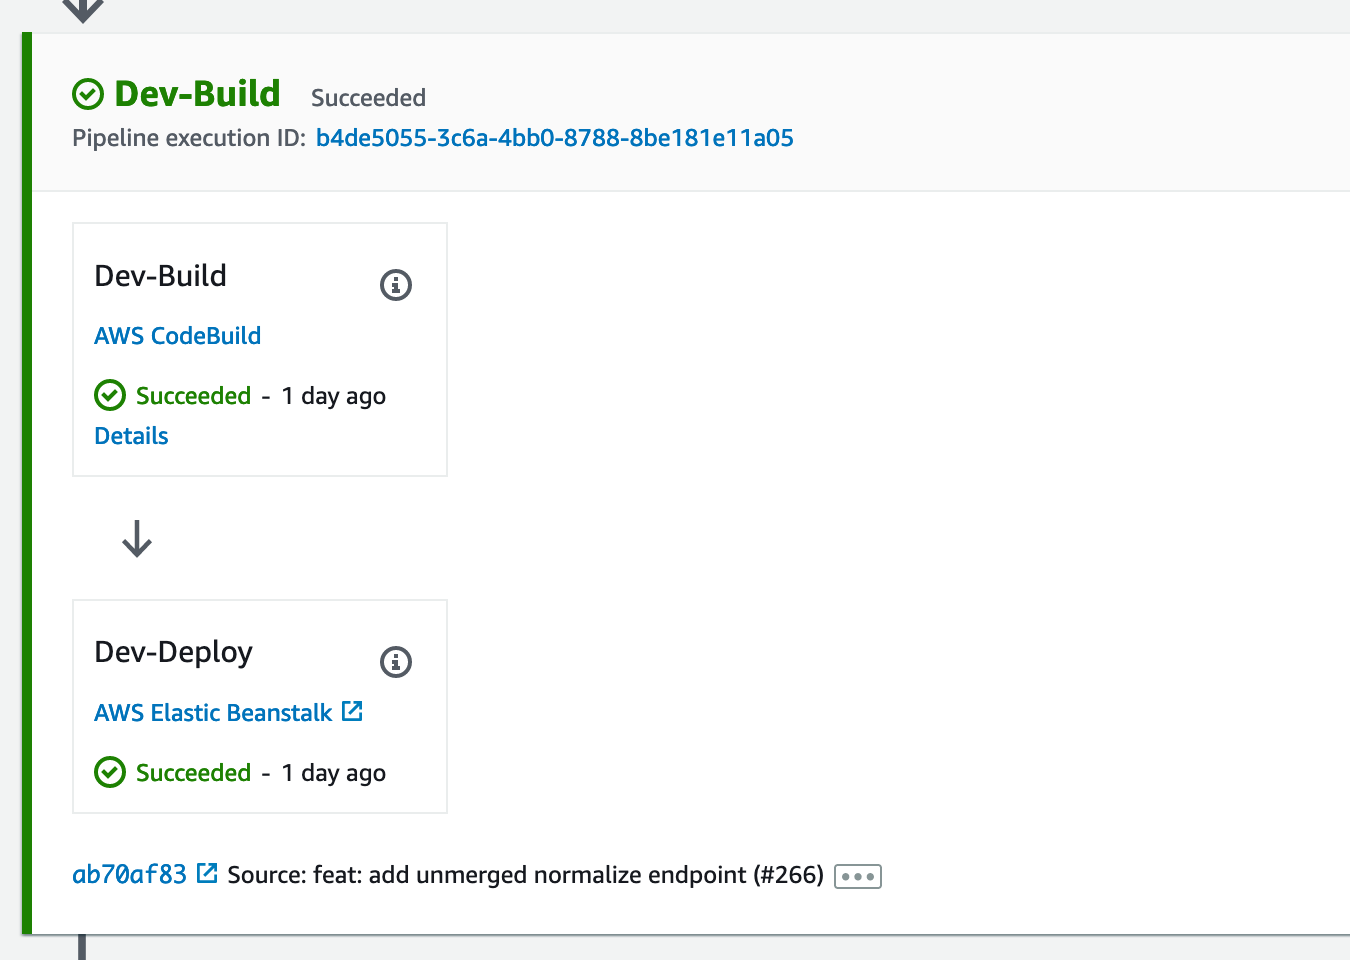 Dev-Build Succeeded
Pipeline execution ID: b4de5055-3c6a-4bb0-8788-8be181e11a05
Dev-Build
AWS CodeBuild
Succeeded - 1 day ago
Details
Dev-Deploy
AWS Elastic Beanstalk
Succeeded - 1 day ago
ab70af83 Source: feat: add unmerged normalize endpoint (#266)